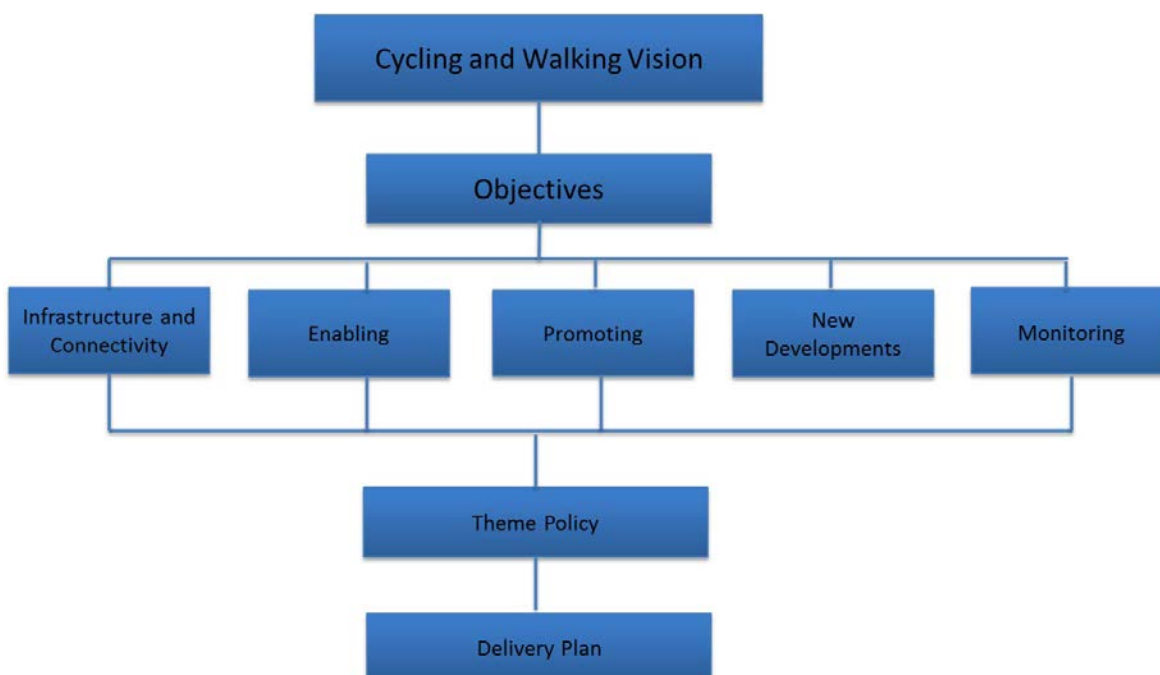 Cycling and Walking Vision
Objectives
Infrastructure and
Connectivity
Enabling
Promoting
New
Developments
Monitoring
Theme Policy
Delivery Plan